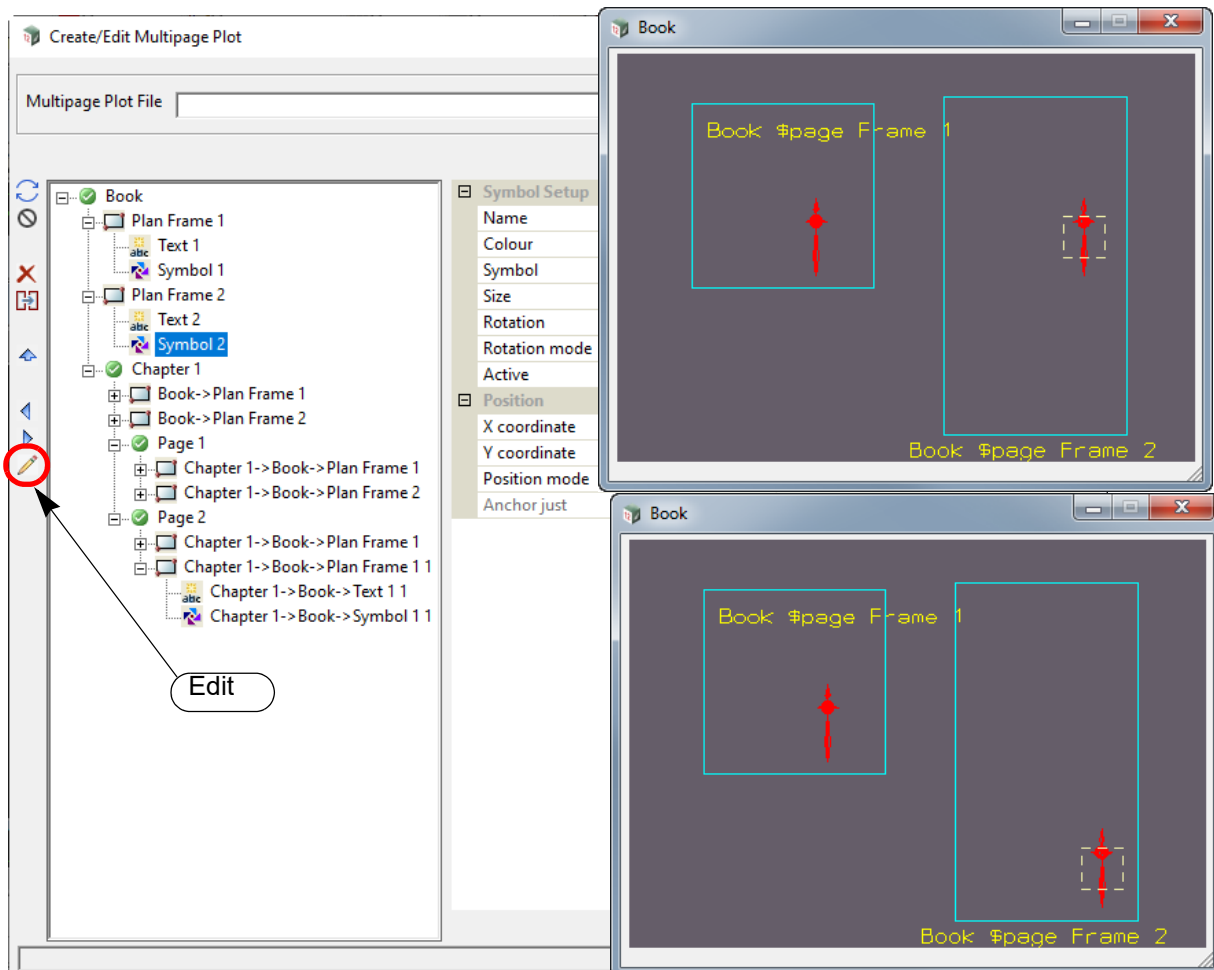 Create/Edit Multipage Plot
Multipage Plot File
Book
Plan Frame 1
abc
Text 1
Symbol 1
Plan Frame 2
abc
Text 2
Symbol 2
Chapter 1
Book->Plan Frame 1
Book->Plan Frame 2
Page 1
Chapter 1->Book->Plan Frame 1
Chapter 1->Book->Plan Frame 2
Page 2
Chapter 1->Book->Plan Frame 1
Chapter 1->Book->Plan Frame 1 1
abc
Chapter 1->Book->Text 1 1
Chapter 1->Book->Symbol 1 1
Edit
Symbol Setup
Name
Colour
Symbol
Size
Rotation
Rotation mode
Active
Position
X coordinate
Y coordinate
Position mode
Anchor just
Book
Book $page Frame 1
Book $page Frame 2
Book
Book $page Frame 1
Book $page Frame 2